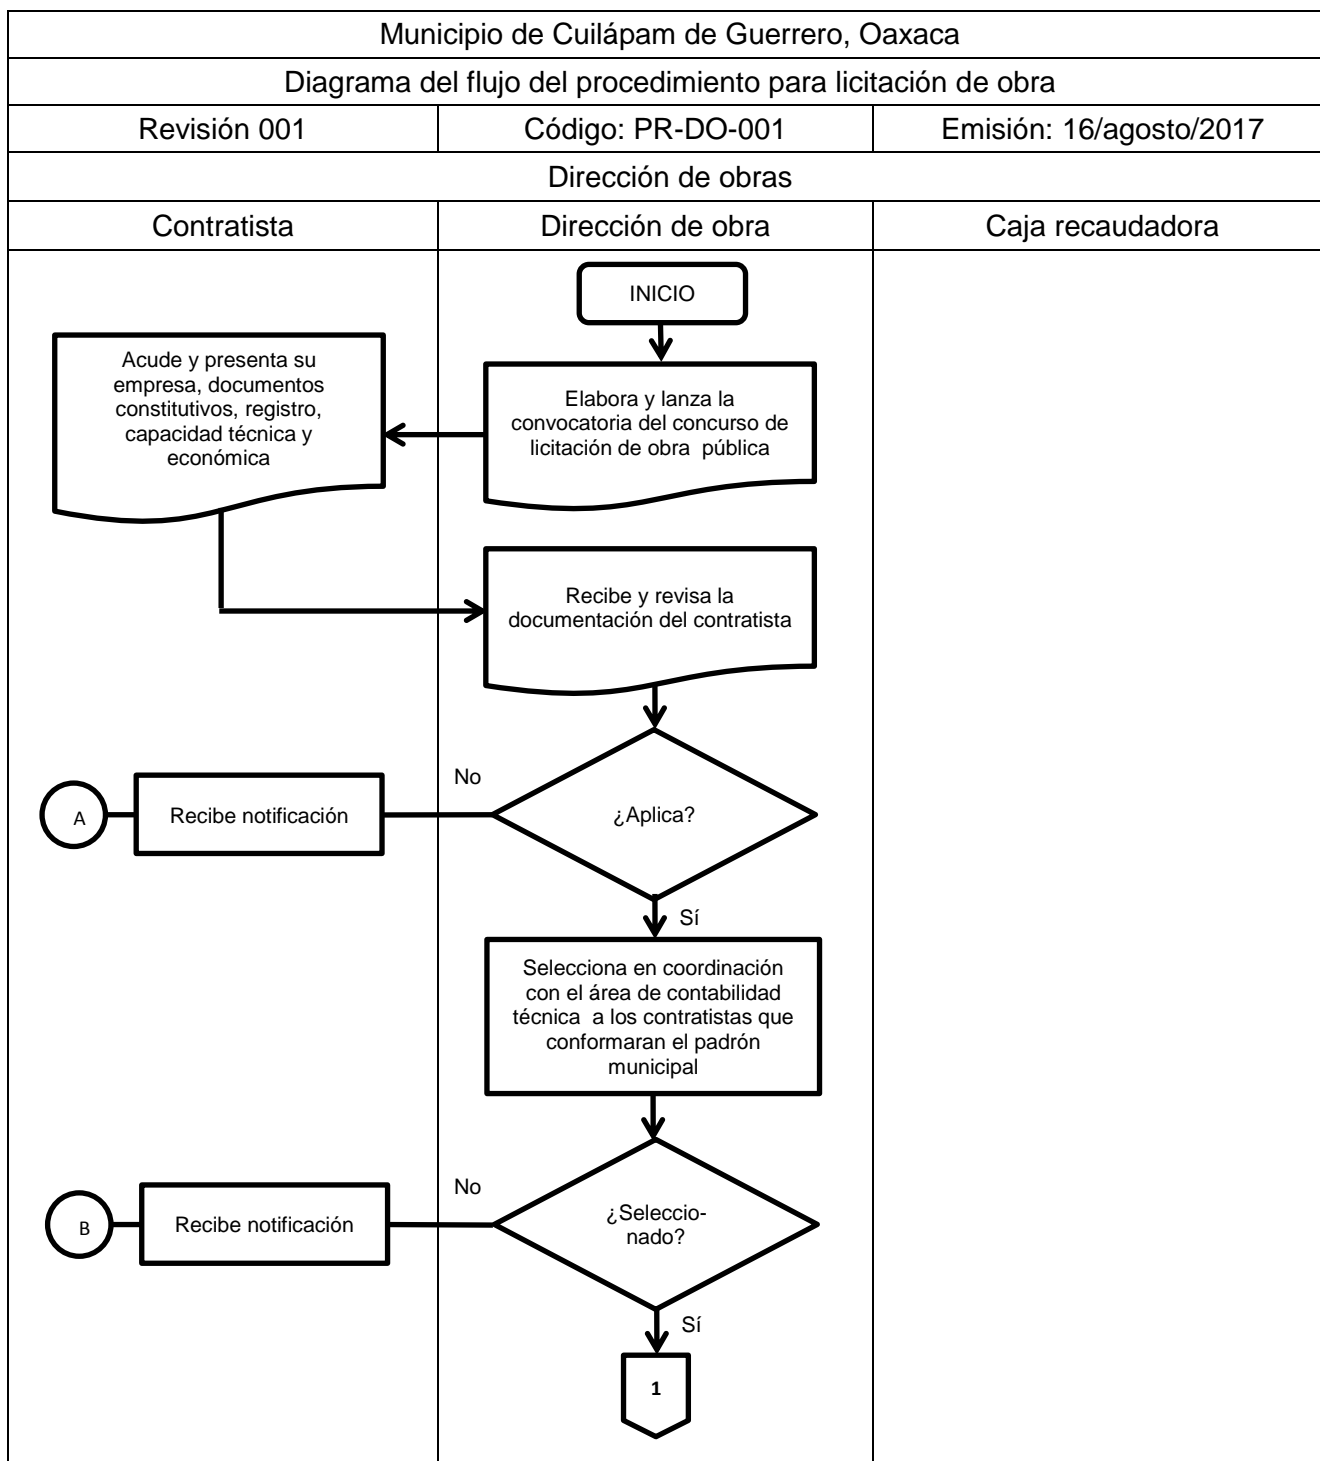 Municipio de Cuilápam de Guerrero, Oaxaca
Diagrama del flujo del procedimiento para licitación de obra
Revisión 001
Código: PR-DO-001
Emisión: 16/agosto/2017
Dirección de obras
Contratista
Dirección de obra
Caja recaudadora
INICIO
Elabora y lanza la
convocatoria del concurso de
licitación de obra  pública
Acude y presenta su
empresa, documentos
constitutivos, registro,
capacidad técnica y
económica
Recibe y revisa la
documentación del contratista
¿Aplica?
No
Recibe notificación
A
Sí
Selecciona en coordinación
con el área de contabilidad
técnica  a los contratistas que
conformaran el padrón
municipal
¿Seleccio-
nado?
No
Recibe notificación
B
Sí
1